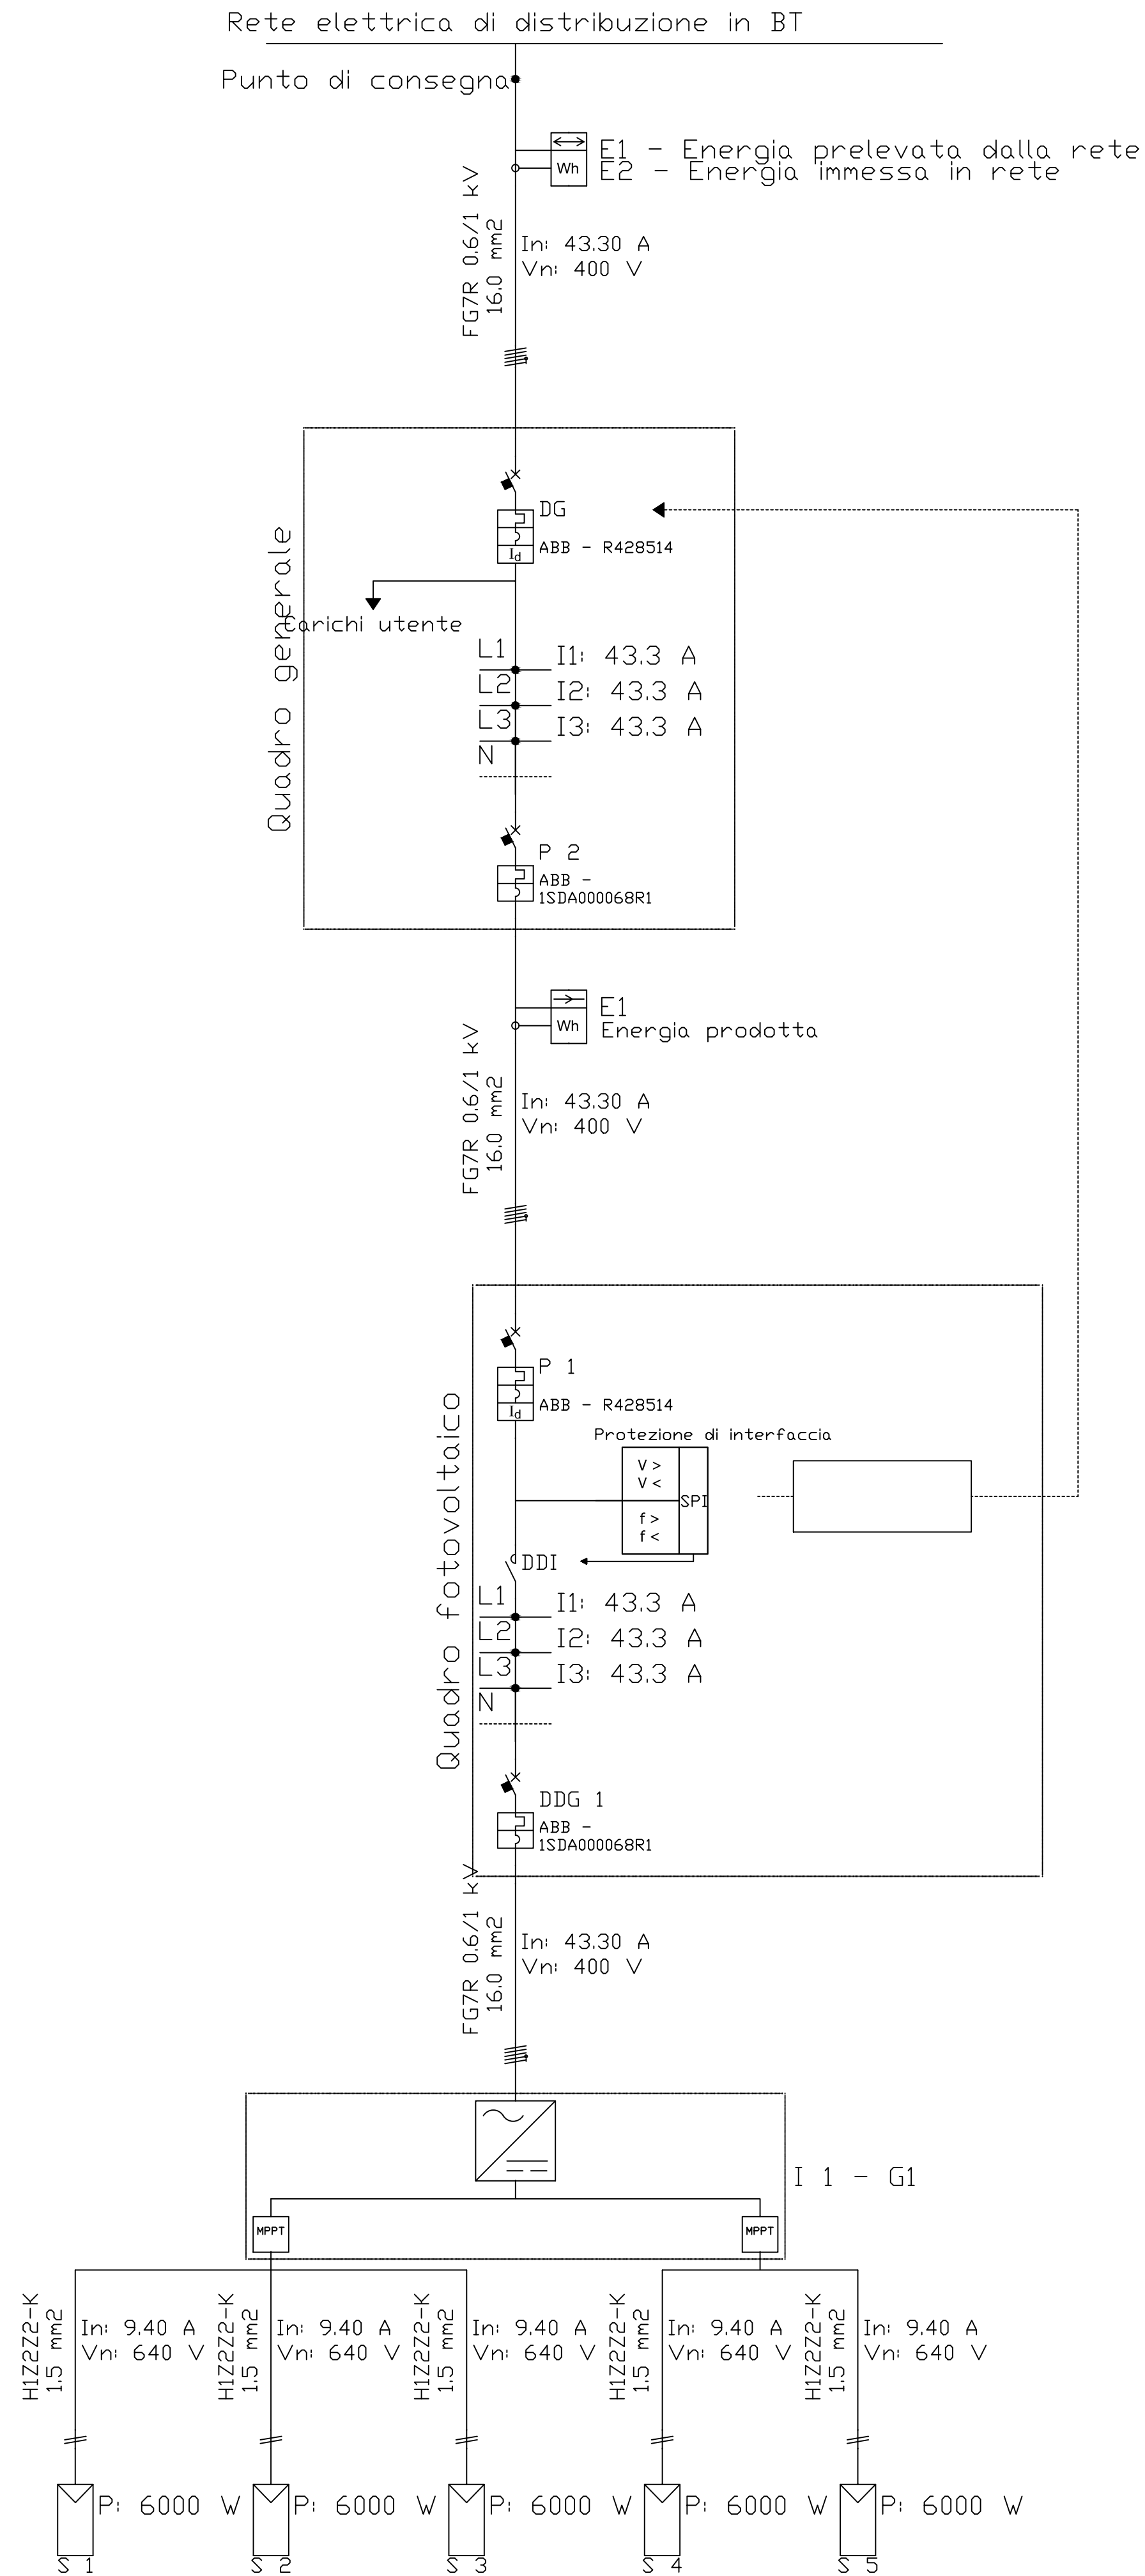 Rete elettrica di distribuzione in BT
Punto di consegna
E1 - Energia prelevata dalla rete
Wh
E2 - Energia immessa in rete
FG7R 0.6/1 kV
16.0 mm2
In: 43.30 A
Vn: 400 V
Quadro generale
DG
Id
ABB - R428514
Carichi utente
L1
I1: 43.3 A
L2
I2: 43.3 A
L3
I3: 43.3 A
N
P 2
ABB -
1SDA000068R1
E1
Wh
Energia prodotta
FG7R 0.6/1 kV
16.0 mm2
In: 43.30 A
Vn: 400 V
Quadro fotovoltaico
P 1
Id
ABB - R428514
Protezione di interfaccia
V >
V <
SPI
f >
f <
DDI
L1
I1: 43.3 A
L2
I2: 43.3 A
L3
I3: 43.3 A
N
DDG 1
ABB -
1SDA000068R1
FG7R 0.6/1 kV
16.0 mm2
In: 43.30 A
Vn: 400 V
I 1 - G1
MPPT
MPPT
H1Z2Z2-K
1.5 mm2
In: 9.40 A
Vn: 640 V
H1Z2Z2-K
1.5 mm2
In: 9.40 A
Vn: 640 V
H1Z2Z2-K
1.5 mm2
In: 9.40 A
Vn: 640 V
H1Z2Z2-K
1.5 mm2
In: 9.40 A
Vn: 640 V
H1Z2Z2-K
1.5 mm2
In: 9.40 A
Vn: 640 V
P: 6000 W
P: 6000 W
P: 6000 W
P: 6000 W
P: 6000 W
S 1
S 2
S 3
S 4
S 5